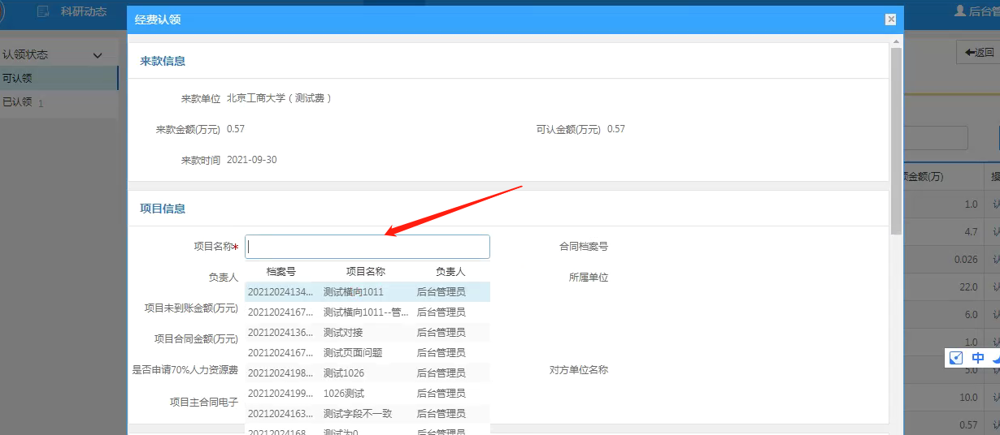 科研动态
经费认领
后台管
认领状态
可认领
已认领 1
返回
来款信息
来款单位 北京工商大学（测试费）
来款金额(万元) 0.57 可认金额(万元) 0.57
来款时间 2021-09-30
项目信息
项目名称* 合同档案号
负责人 所属单位
项目未到账金额(万元)
项目合同金额(万元)
是否申请70%人力资源费 对方单位名称
项目主合同电子
档案号 项目名称 负责人
20212024134... 测试横向1011 后台管理员
20212024167... 测试横向1011--管... 后台管理员
20212024136... 测试对接 后台管理员
20212024167... 测试页面问题 后台管理员
20212024198... 测试1026 后台管理员
20212024199... 1026测试 后台管理员
20212024163... 测试字段不一致 后台管理员
20212024168 测试为0 后台管理员
金额(万)
1.0
4.7
0.026
22.0
6.0
1.0
5.0
10.0
0.57
中